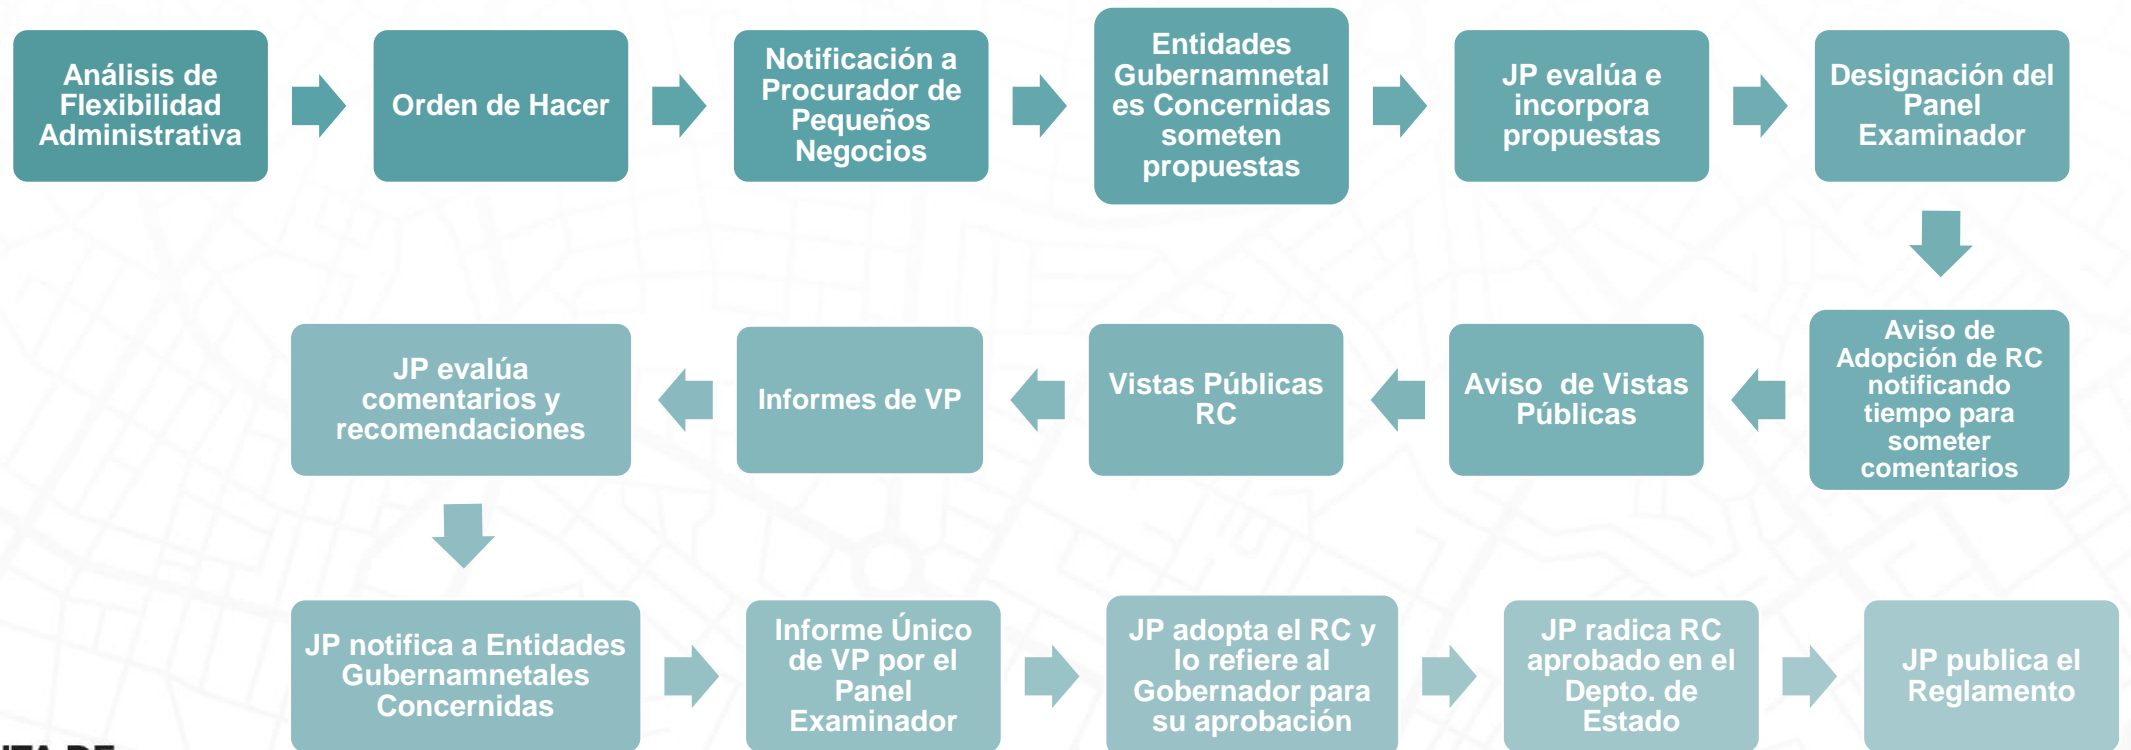 Análisis de
Flexibilidad
Administrativa
Orden de Hacer
Notificación a
Procurador de
Pequeños
Negocios
Entidades
Gubernamnetal
es Concernidas
someten
propuestas
JP evalúa e
incorpora
propuestas
Designación del
Panel
Examinador
Aviso de
Adopción de RC
notificando
tiempo para
someter
comentarios
Aviso de Vistas
Públicas
Vistas Públicas
RC
Informes de VP
JP evalúa
comentarios y
recomendaciones
JP notifica a Entidades
Gubernamnetales
Concernidas
Informe Único
de VP por el
Panel
Examinador
JP adopta el RC y
lo refiere al
Gobernador para
su aprobación
JP radica RC
aprobado en el
Depto. de
Estado
JP publica el
Reglamento